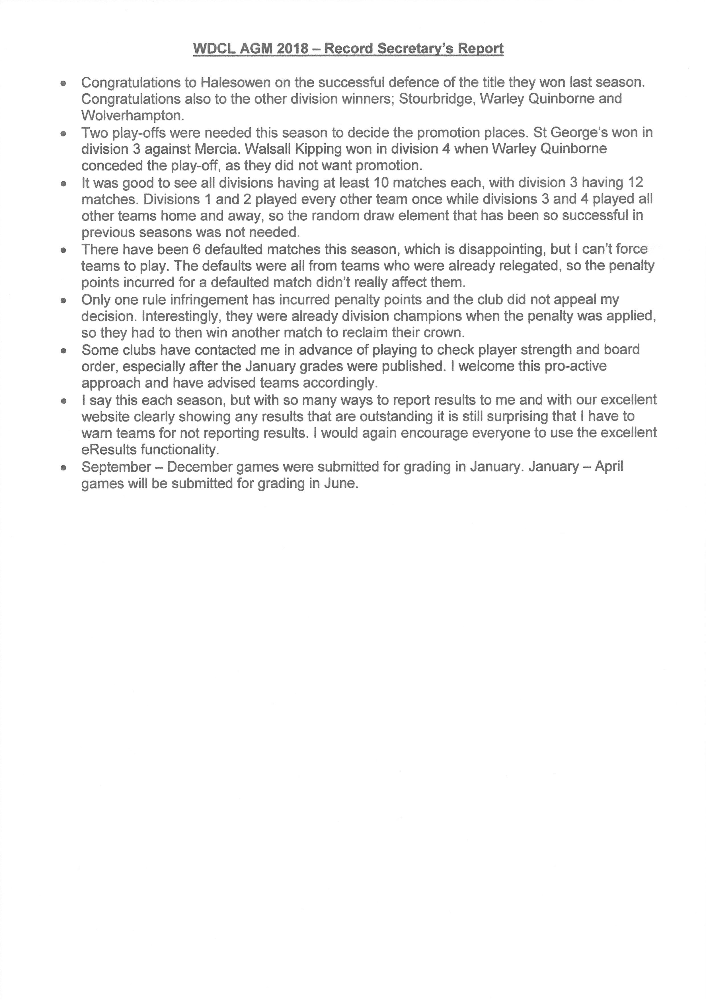 WDCL AGM 2018 – Record Secretary's Report
• Congratulations to Halesowen on the successful defence of the title they won last season.
Congratulations also to the other division winners; Stourbridge, Warley Quinborne and
Wolverhampton.
• Two play-offs were needed this season to decide the promotion places. St George's won in
division 3 against Mercia. Walsall Kipping won in division 4 when Warley Quinborne
conceded the play-off, as they did not want promotion.
• It was good to see all divisions having at least 10 matches each, with division 3 having 12
matches. Divisions 1 and 2 played every other team once while divisions 3 and 4 played all
other teams home and away, so the random draw element that has been so successful in
previous seasons was not needed.
• There have been 6 defaulted matches this season, which is disappointing, but I can't force
teams to play. The defaults were all from teams who were already relegated, so the penalty
points incurred for a defaulted match didn't really affect them.
• Only one rule infringement has incurred penalty points and the club did not appeal my
decision. Interestingly, they were already division champions when the penalty was applied,
so they had to then win another match to reclaim their crown.
• Some clubs have contacted me in advance of playing to check player strength and board
order, especially after the January grades were published. I welcome this pro-active
approach and have advised teams accordingly.
• I say this each season, but with so many ways to report results to me and with our excellent
website clearly showing any results that are outstanding it is still surprising that I have to
warn teams for not reporting results. I would again encourage everyone to use the excellent
eResults functionality.
• September – December games were submitted for grading in January. January – April
games will be submitted for grading in June.